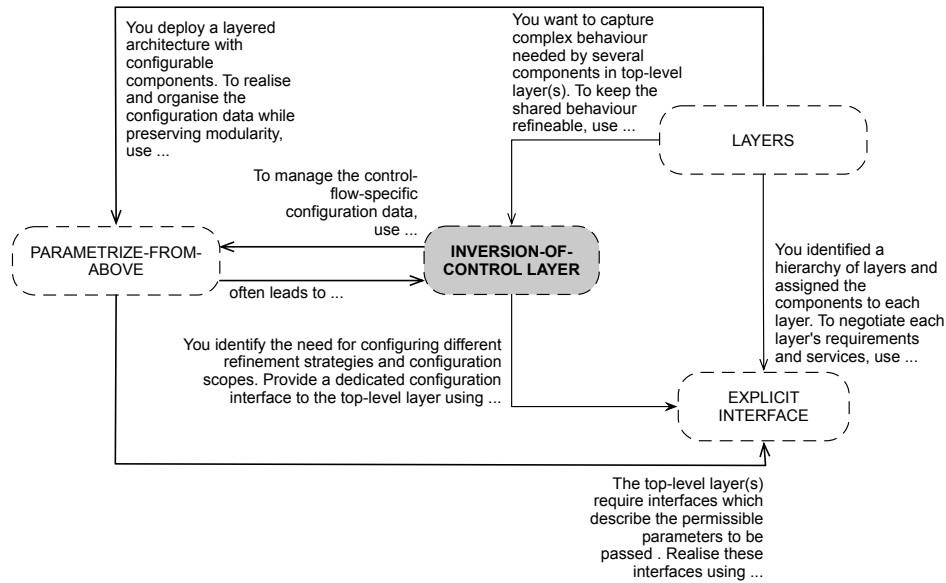 You deploy a layered
architecture with
configurable
components. To realise
and organise the
configuration data while
preserving modularity,
use ...
You want to capture
complex behaviour
needed by several
components in top-level
layer(s). To keep the
shared behaviour
refineable, use ...
LAYERS
To manage the control-
flow-specific
configuration data,
use ...
PARAMETRIZE-FROM-
ABOVE
INVERSION-OF-
CONTROL LAYER
often leads to ...
You identified a
hierarchy of layers and
assigned the
components to each
layer. To negotiate each
layer's requirements
and services, use ...
You identify the need for configuring different
refinement strategies and configuration
scopes. Provide a dedicated configuration
interface to the top-level layer using ...
EXPLICIT
INTERFACE
The top-level layer(s)
require interfaces which
describe the permissible
parameters to be
passed . Realise these
interfaces using ...